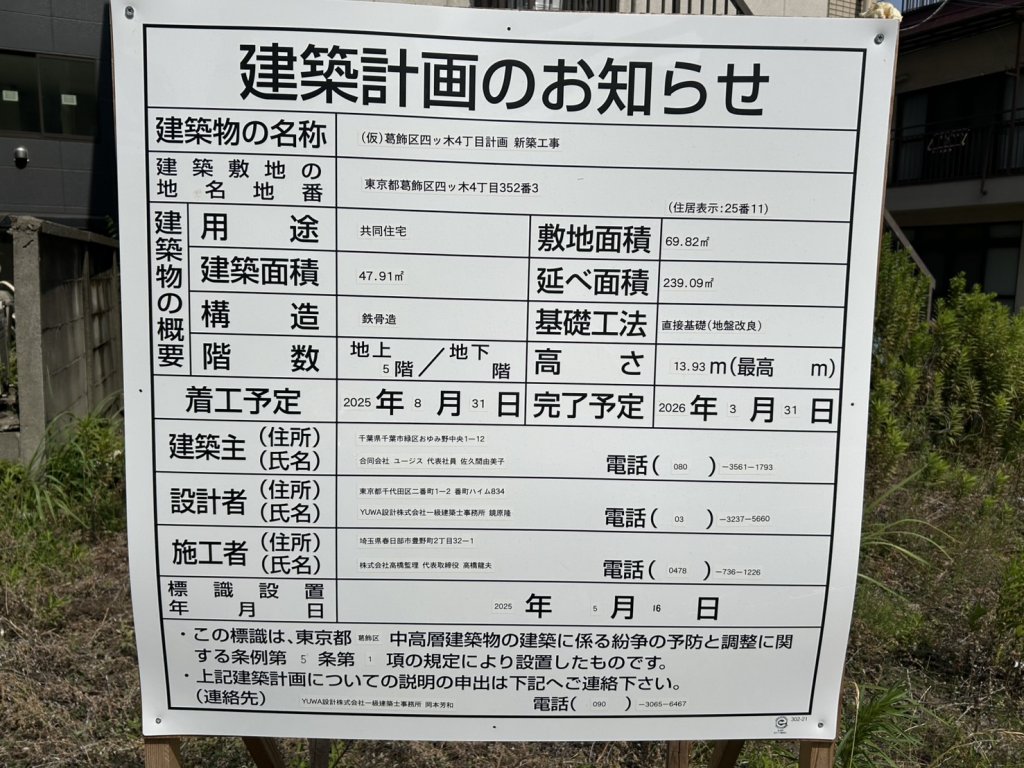 建築計画のお知らせ
建築物の名称 (仮)葛飾区四ッ木4丁目計画 新築工事
建築敷地の地名地番 東京都葛飾区四ッ木4丁目352番3
(住居表示:25番11)
建築物の概要
用途 共同住宅 敷地面積 69.82㎡
建築面積 47.91㎡ 延べ面積 239.09㎡
構造 鉄骨造 基礎工法 直接基礎(地盤改良)
階数 地上5階/地下 階 高さ 13.93m(最高 m)
着工予定 2025年8月31日 完了予定 2026年3月31日
建築主 (住所) 千葉県千葉市緑区おゆみ野中央1-12
(氏名) 合同会社 ユージス 代表社員 佐久間由美子 電話(080)-3561-1793
設計者 (住所) 東京都千代田区二番町1-2 番町ハイム834
(氏名) YUWA設計株式会社一級建築士事務所 鏡原隆 電話(03)-3237-5660
施工者 (住所) 埼玉県春日部市豊野町2丁目32-1
(氏名) 株式会社高橋監理 代表取締役 高橋龍夫 電話(0478)-736-1226
標識設置年月日 2025年5月16日
・この標識は、東京都葛飾区中高層建築物の建築に係る紛争の予防と調整に関
する条例第5条第1項の規定により設置したものです。
・上記建築計画についての説明の申出は下記へご連絡下さい。
(連絡先) YUWA設計株式会社一級建築士事務所 岡本芳和 電話(090)-3065-6467
302-21